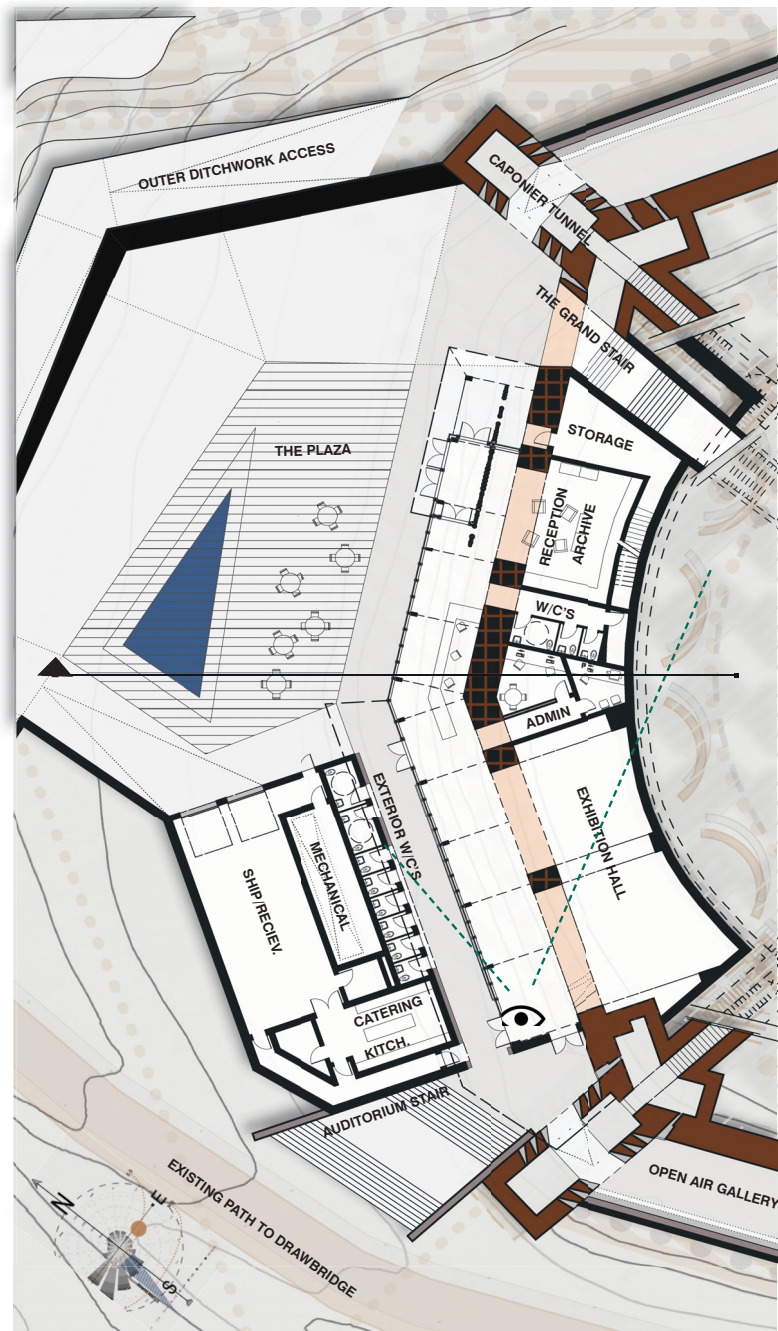 OUTER DITCHWORK ACCESS
CAPONIER TUNNEL
THE GRAND STAIR
THE PLAZA
STORAGE
RECEPTION
ARCHIVE
W/C'S
ADMIN
EXTERIOR W/C'S
EXHIBITION HALL
MECHANICAL
SHIP/RECIEV.
CATERING
KITCH.
AUDITORIUM STAIR
EXISTING PATH TO DRAWBRIDGE
OPEN AIR GALLERY
N
E
S